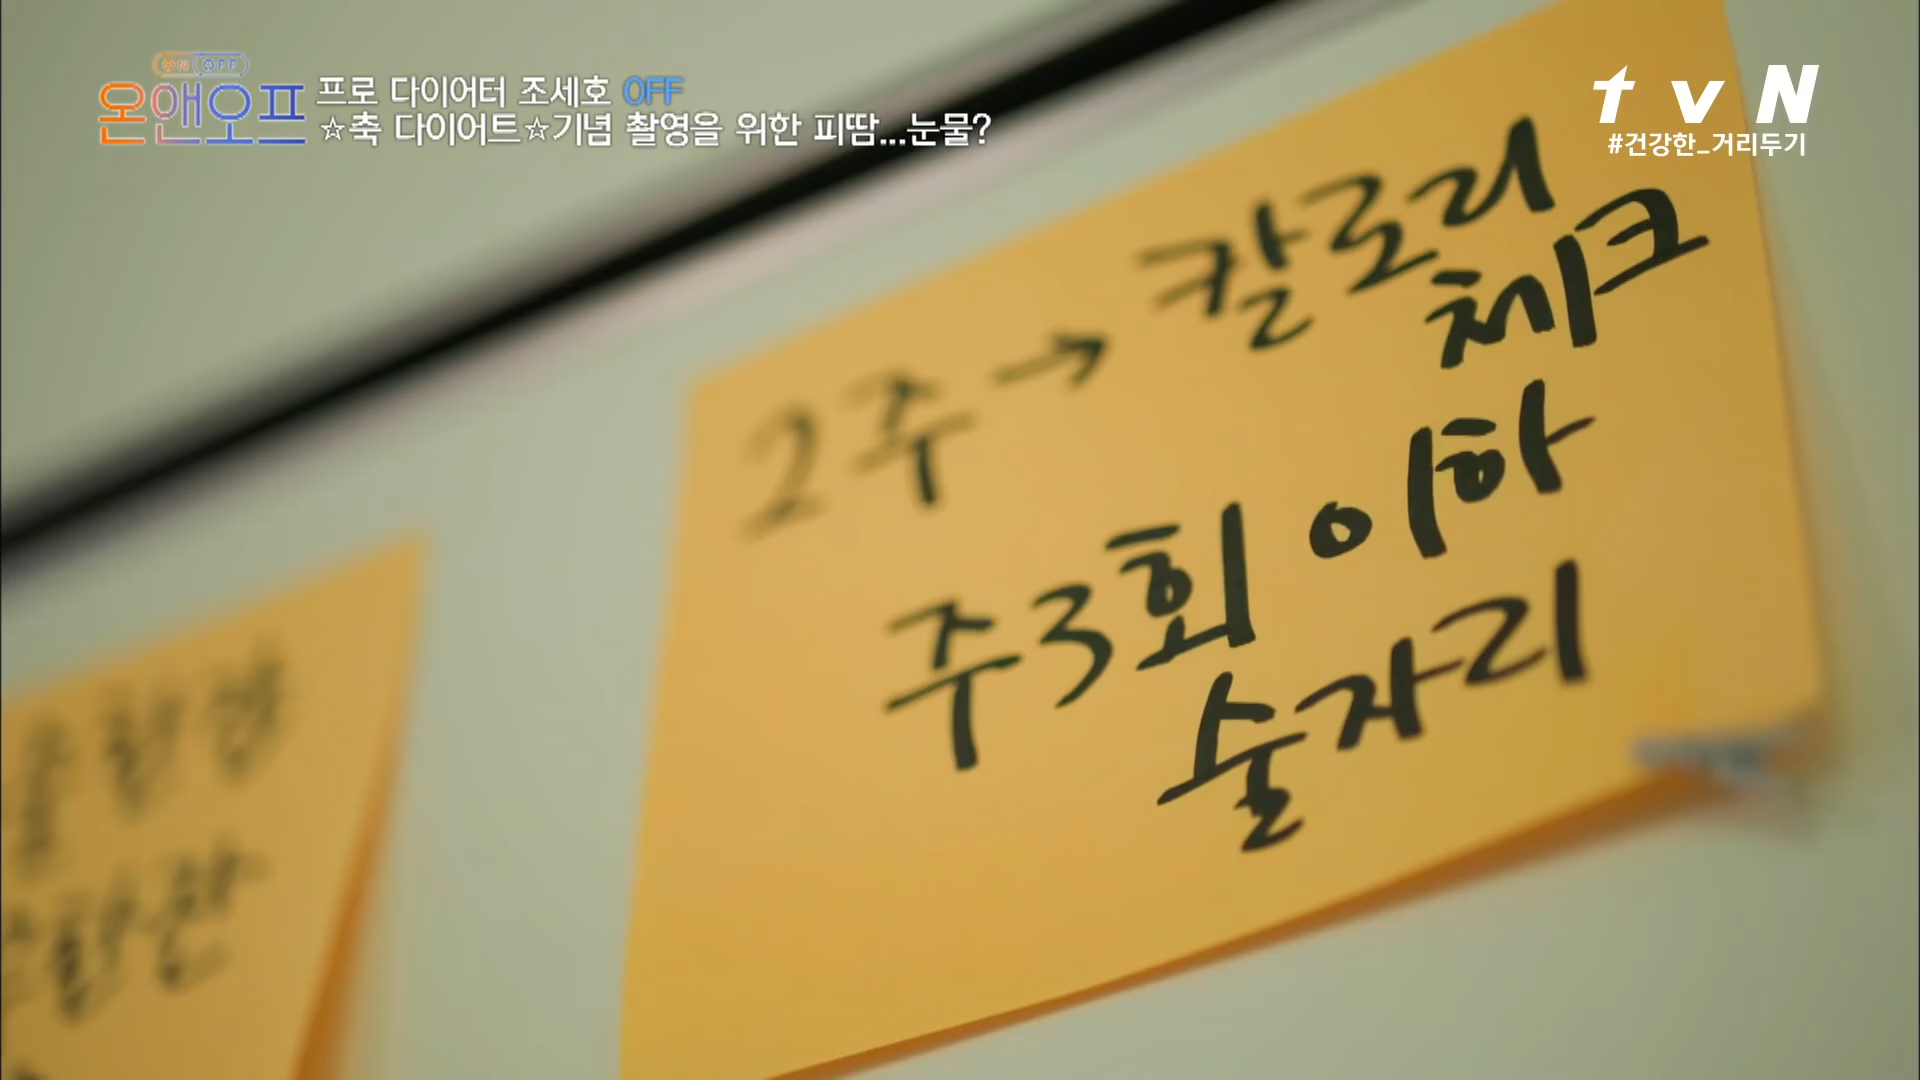 ON OFF
온앤오프
프로 다이어터 조세호 OFF
☆축 다이어트☆기념 촬영을 위한 피땀...눈물?
tvN
#건강한_거리두기
2주 → 칼로리
체크
주3회 이하
술자리